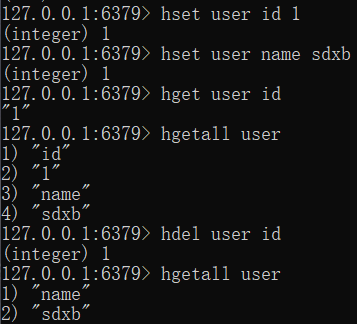 127.0.0.1:6379> hset user id 1
(integer) 1
127.0.0.1:6379> hset user name sdxb
(integer) 1
127.0.0.1:6379> hget user id
"1"
127.0.0.1:6379> hgetall user
1) "id"
2) "1"
3) "name"
4) "sdxb"
127.0.0.1:6379> hdel user id
(integer) 1
127.0.0.1:6379> hgetall user
1) "name"
2) "sdxb"